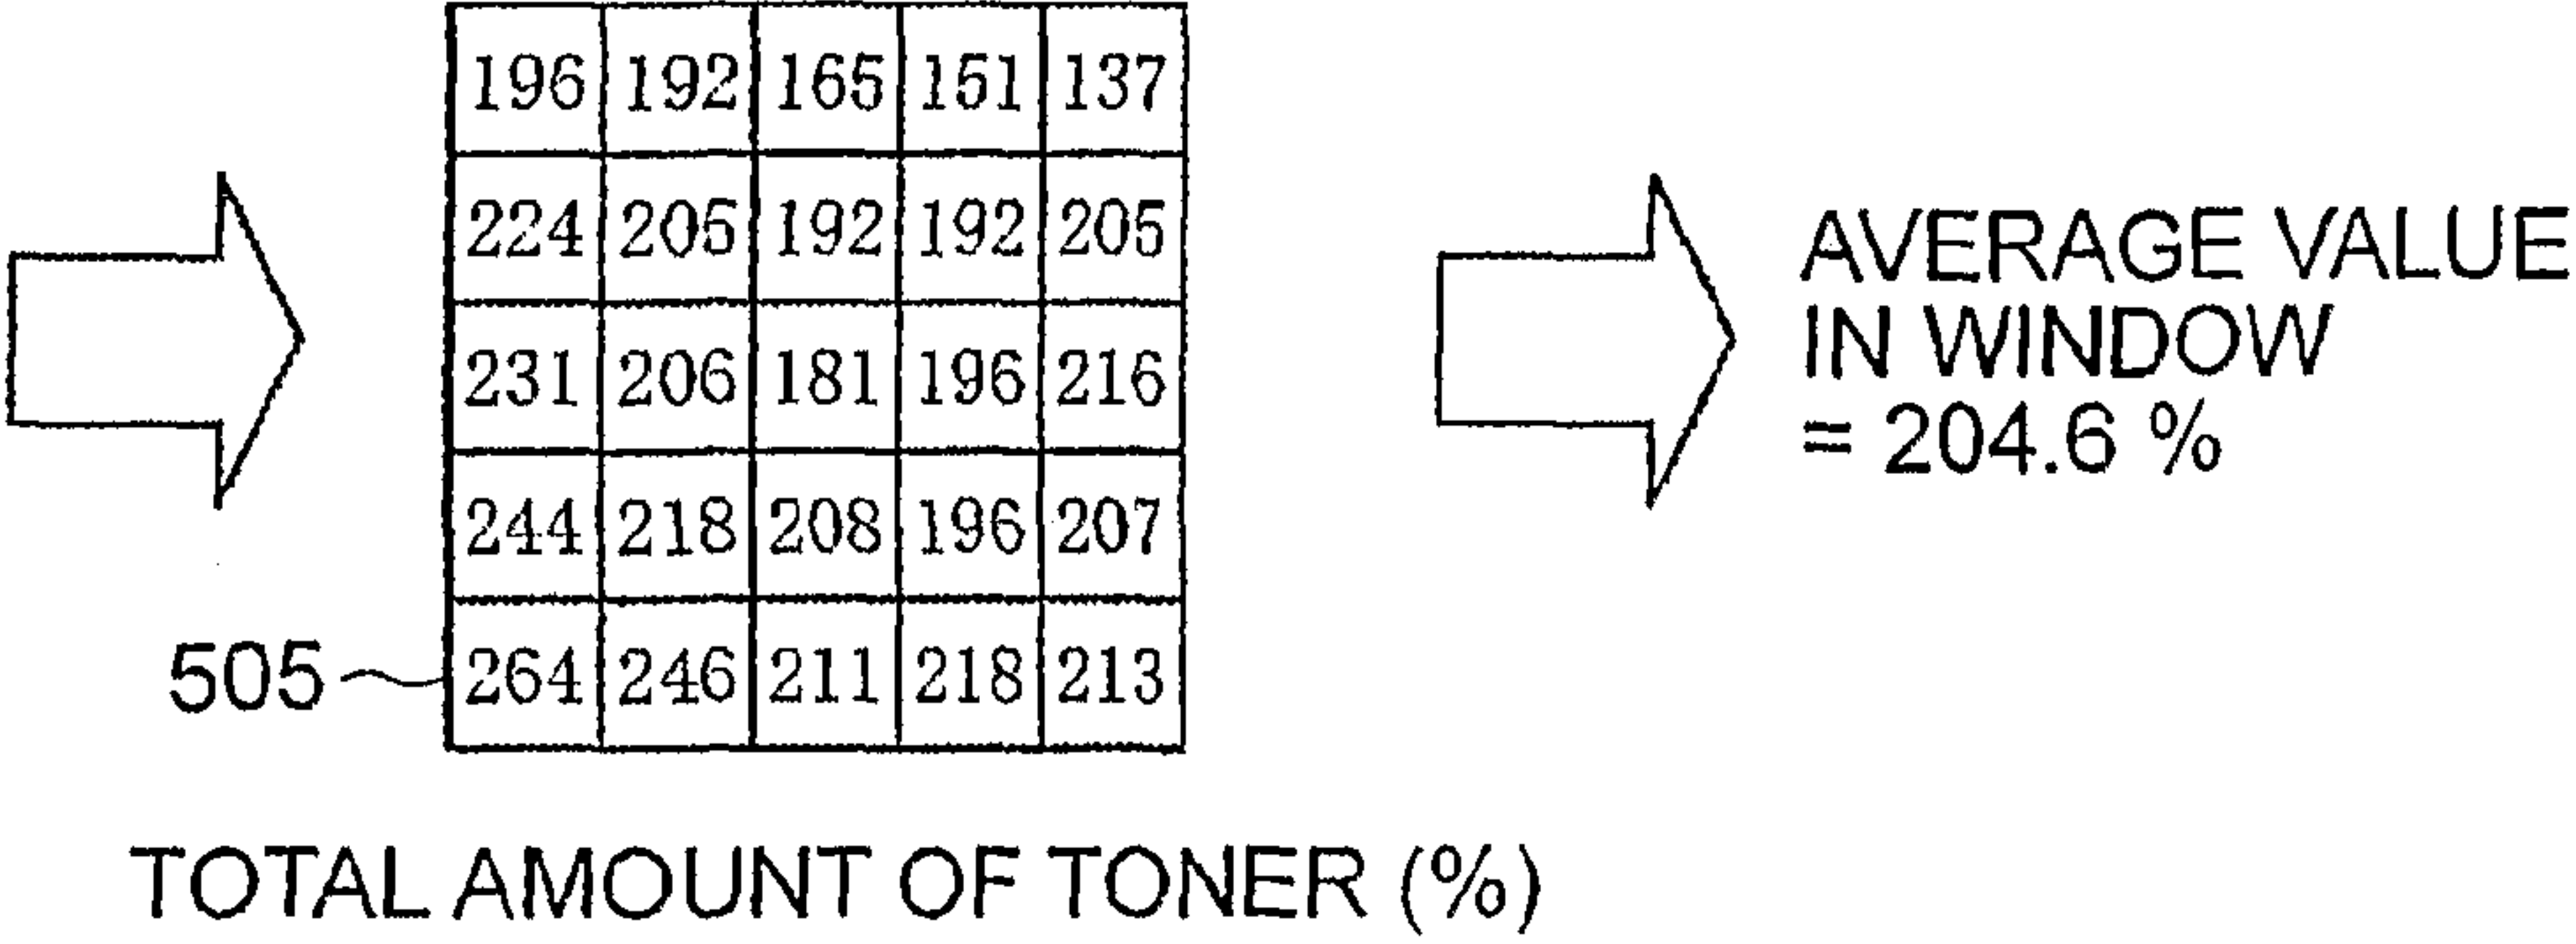 196 192 165 151 137
224 205 192 192 205
231 206 181 196 216
244 218 208 196 207
264 246 211 218 213
505
AVERAGE VALUE
IN WINDOW
= 204.6 %
TOTAL AMOUNT OF TONER (%)